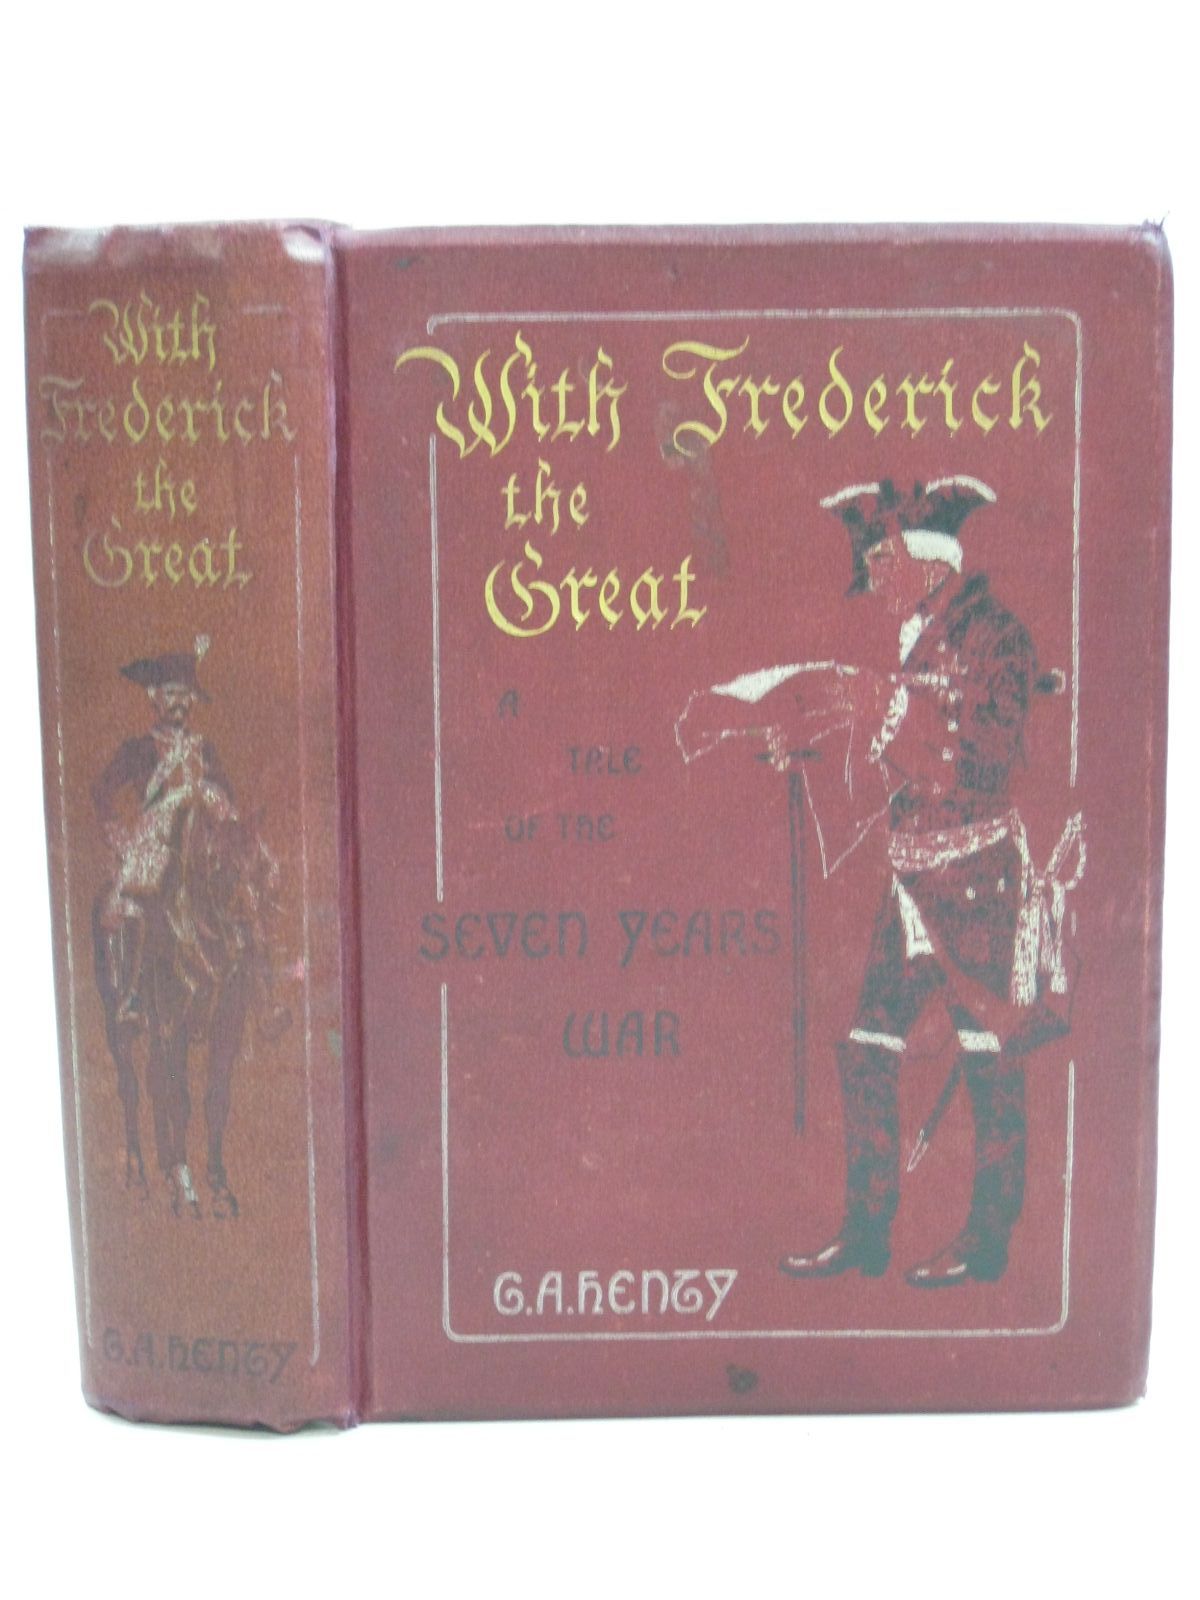 With
Frederick
the
Great
G.A.HENTY
With Frederick
the
Great
A
TALE
OF THE
SEVEN YEARS
WAR
G.A.HENTY